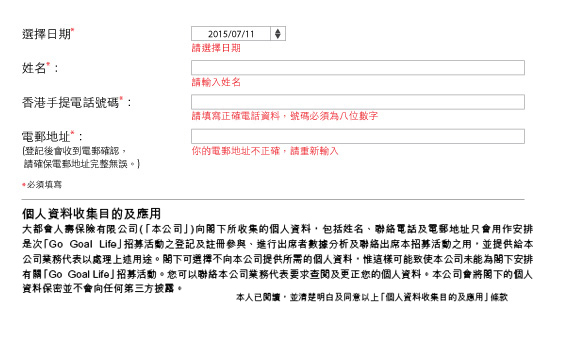 選擇日期*
2015/07/11
請選擇日期
姓名*：
請輸入姓名
香港手提電話號碼*：
請填寫正確電話資料，號碼必須為八位數字
電郵地址*：
(登記後會收到電郵確認，
請確保電郵地址完整無誤。)
你的電郵地址不正確，請重新輸入
*必須填寫
個人資料收集目的及應用
大都會人壽保險有限公司(「本公司」)向閣下所收集的個人資料，包括姓名、聯絡電話及電郵地址只會用作安排
是次「Go Goal Life」招募活動之登記及註冊參與、進行出席者數據分析及聯絡出席本招募活動之用，並提供給本
公司業務代表以處理上述用途。閣下可選擇不向本公司提供所需的個人資料，惟這樣可能致使本公司未能為閣下安排
有關「Go Goal Life」招募活動。您可以聯絡本公司業務代表要求查閱及更正您的個人資料。本公司會將閣下的個人
資料保密並不會向任何第三方披露。
本人已閱讀，並清楚明白及同意以上「個人資料收集目的及應用」條款